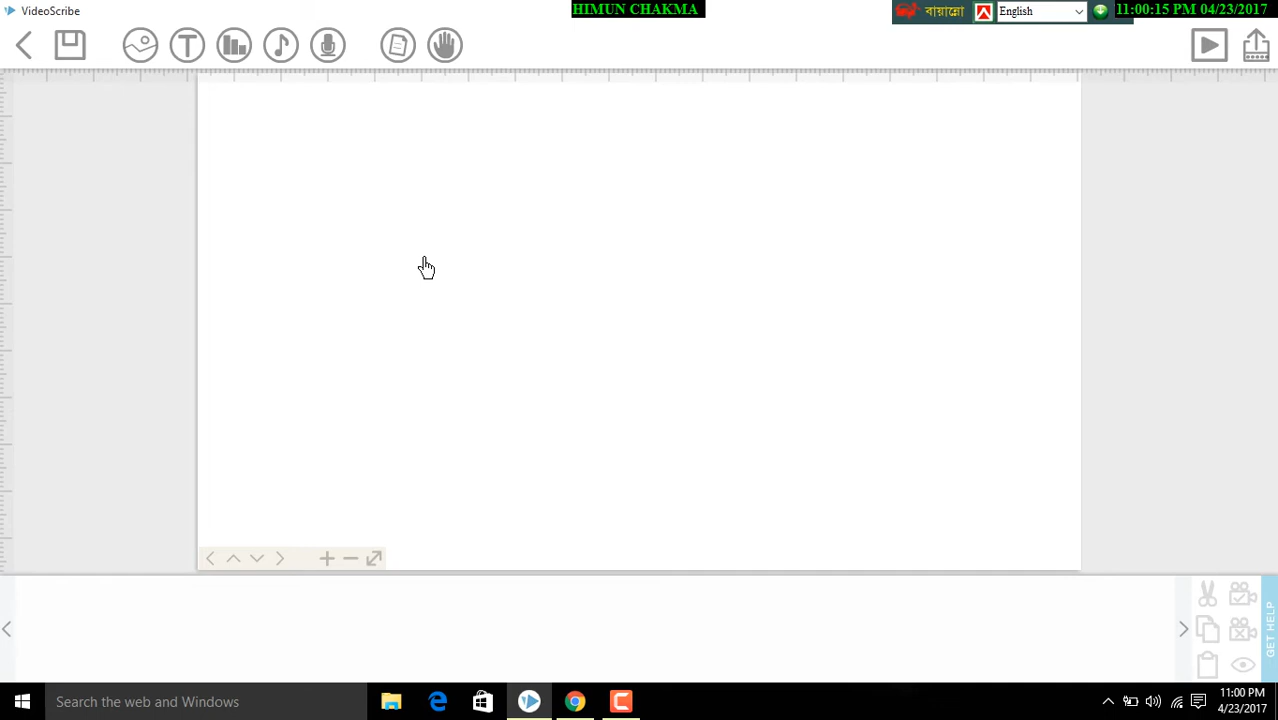 VideoScribe
HIMUN CHAKMA
বায়ান্নো
English
11:00:15 PM 04/23/2017
GET HELP
Search the web and Windows
11:00 PM
4/23/2017